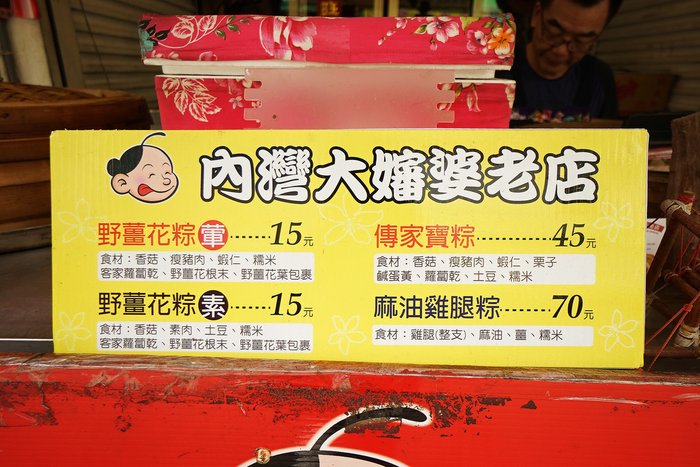 內灣大嬸婆老店
野薑花粽 葷······15元
食材：香菇、瘦豬肉、蝦仁、糯米
客家蘿蔔乾、野薑花根末、野薑花葉包裹
野薑花粽 素······15元
食材：香菇、素肉、土豆、糯米
客家蘿蔔乾、野薑花根末、野薑花葉包裹
傳家寶粽············45元
食材：香菇、瘦豬肉、蝦仁、栗子
鹹蛋黃、蘿蔔乾、土豆、糯米
麻油雞腿粽·········70元
食材：雞腿(整支)、麻油、薑、糯米